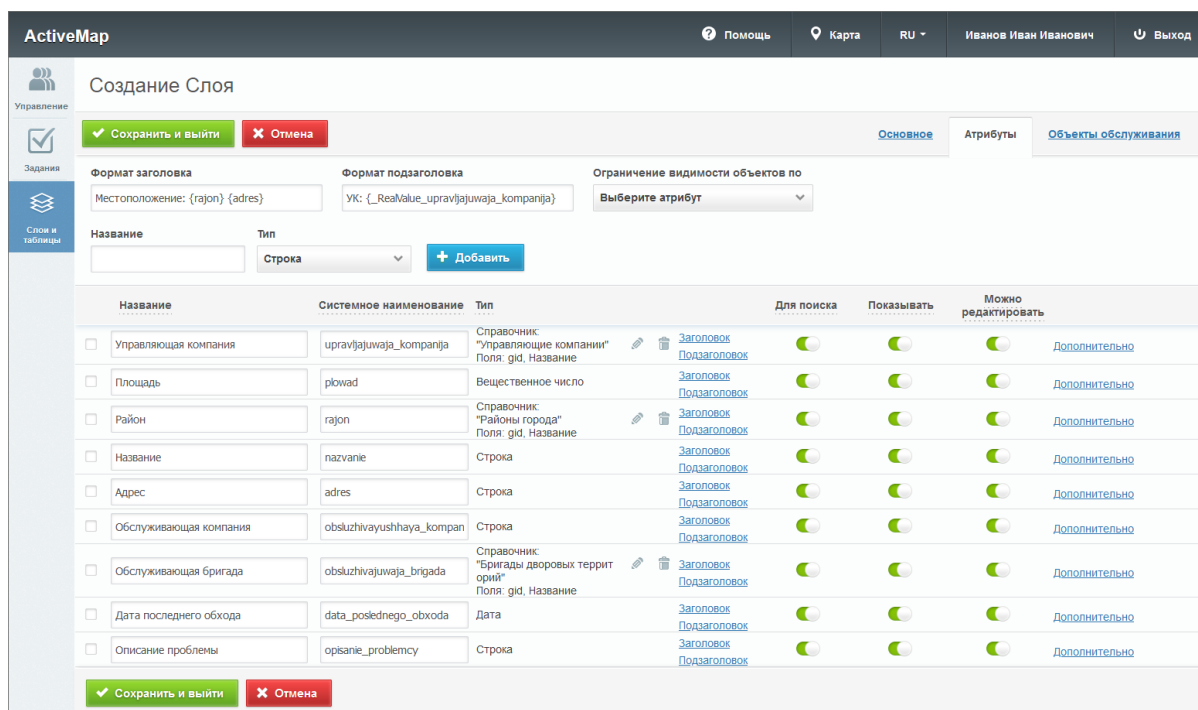 ActiveMap
Помощь
Карта
RU
Иванов Иван Иванович
Выход
Управление
Задания
Слои и
таблицы
Создание Слоя
Сохранить и выйти
Отмена
Основное
Атрибуты
Объекты обслуживания
Формат заголовка
Формат подзаголовка
Ограничение видимости объектов по
Местоположение: {rajon} {adres}
УК: {_RealValue_upravljajuwaja_kompanija}
Выберите атрибут
Название
Тип
Строка
Добавить
Название
Системное наименование
Тип
Для поиска
Показывать
Можно
редактировать
Управляющая компания
upravljajuwaja_kompanija
Справочник:
"Управляющие компании"
Поля: gid, Название
Заголовок
Подзаголовок
Дополнительно
Площадь
plowad
Вещественное число
Заголовок
Подзаголовок
Дополнительно
Район
rajon
Справочник:
"Районы города"
Поля: gid, Название
Заголовок
Подзаголовок
Дополнительно
Название
nazvanie
Строка
Заголовок
Подзаголовок
Дополнительно
Адрес
adres
Строка
Заголовок
Подзаголовок
Дополнительно
Обслуживающая компания
obsluzhivayushhaya_kompan
Строка
Заголовок
Подзаголовок
Дополнительно
Обслуживающая бригада
obsluzhivajuwaja_brigada
Справочник:
"Бригады дворовых террит
орий"
Поля: gid, Название
Заголовок
Подзаголовок
Дополнительно
Дата последнего обхода
data_poslednego_obxoda
Дата
Заголовок
Подзаголовок
Дополнительно
Описание проблемы
opisanie_problemcy
Строка
Заголовок
Подзаголовок
Дополнительно
Сохранить и выйти
Отмена